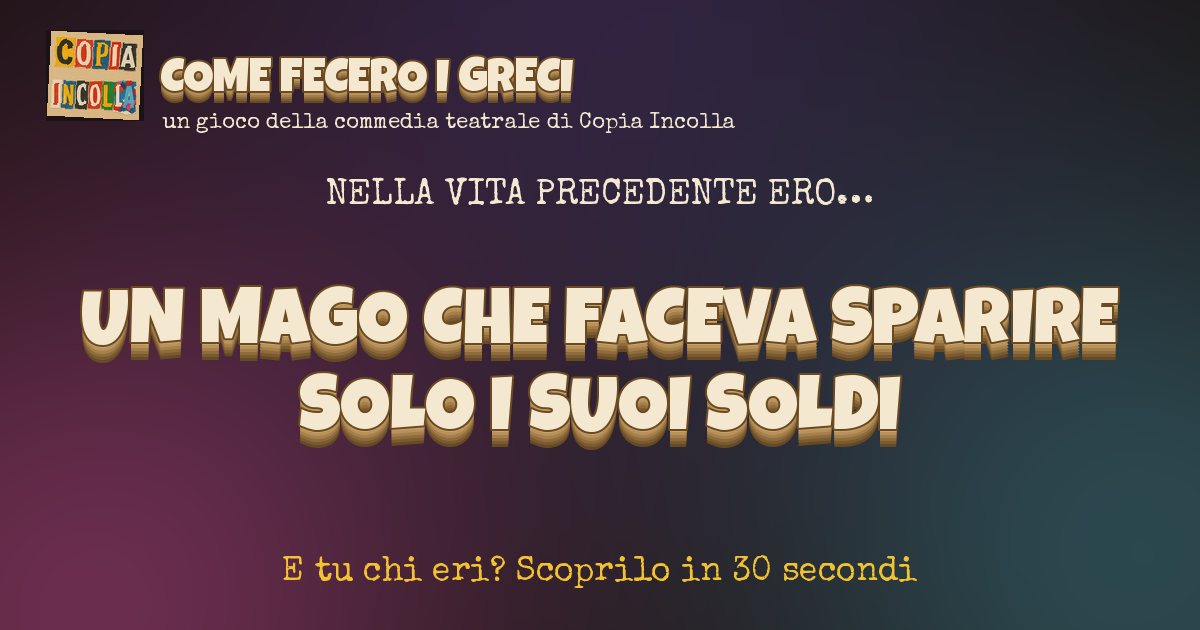 COPIA
INCOLLA
COME FECERO I GRECI
un gioco della commedia teatrale di Copia Incolla
NELLA VITA PRECEDENTE ERO...
UN MAGO CHE FACEVA SPARIRE
SOLO I SUOI SOLDI
E tu chi eri? Scoprilo in 30 secondi